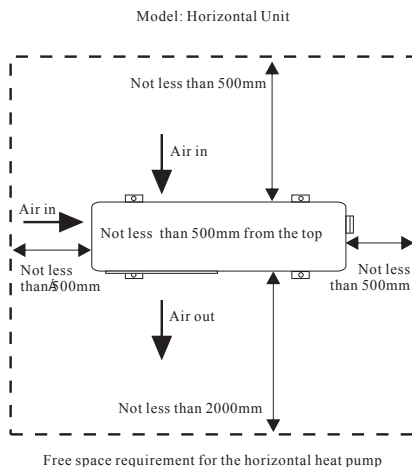 Model: Horizontal Unit
Not less than 500mm
Air in
Air in
Not less than 500mm from the top
Not less
than 500mm
Not less
than 500mm
Air out
Not less than 2000mm
Free space requirement for the horizontal heat pump